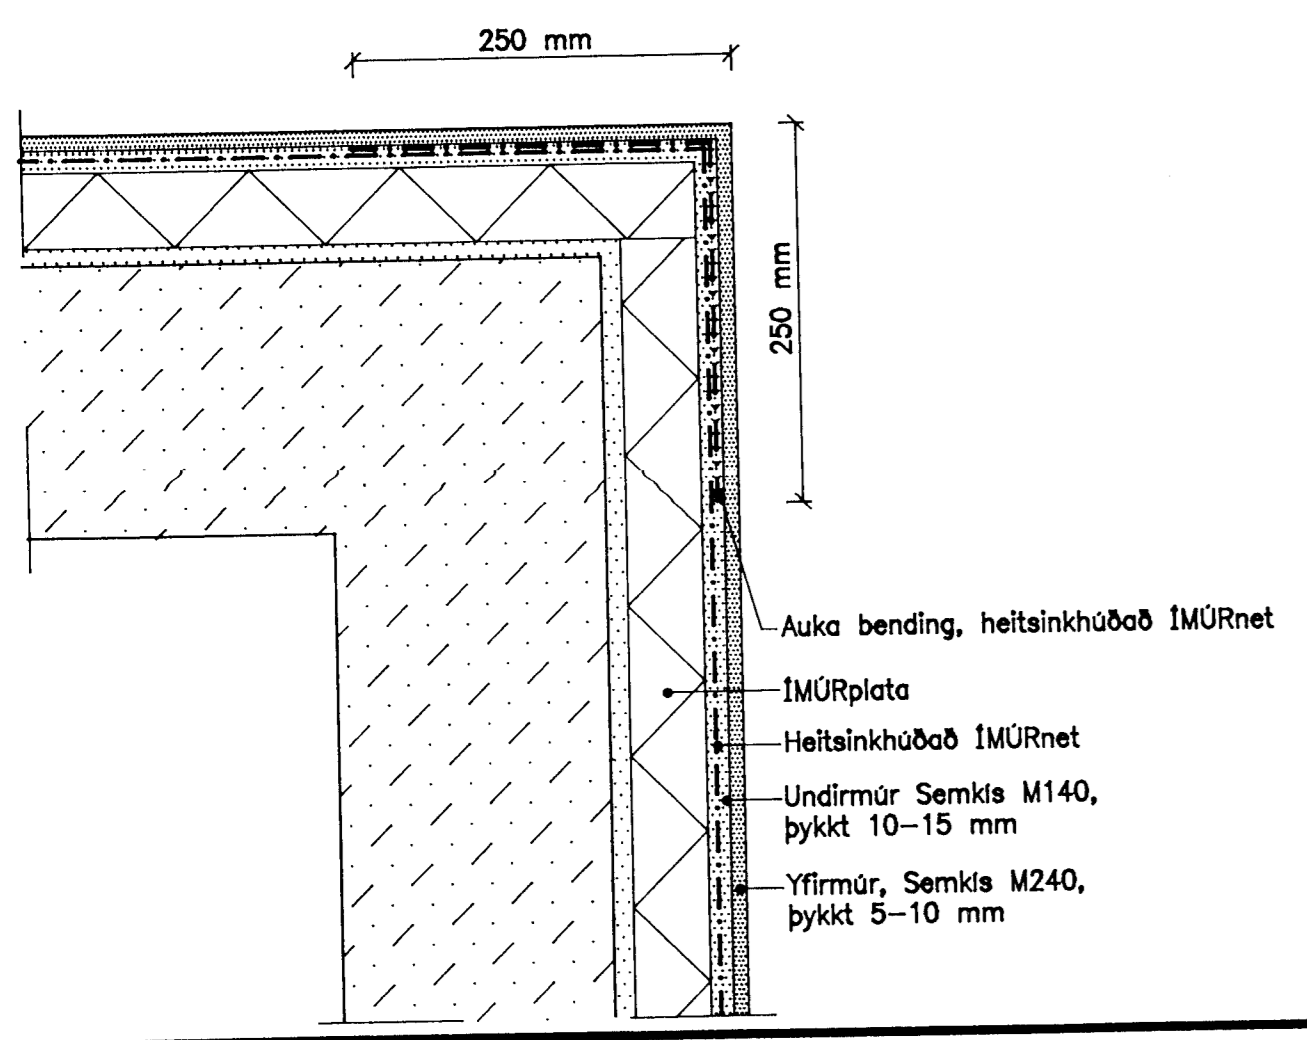 250 mm
250 mm
Auka bending, heitsinkhúðað ÍMÚRnet
ÍMÚRplata
Heitsinkhúðað ÍMÚRnet
Undirmúr Semkís M140,
þykkt 10-15 mm
Yfirmúr, Semkís M240,
þykkt 5-10 mm